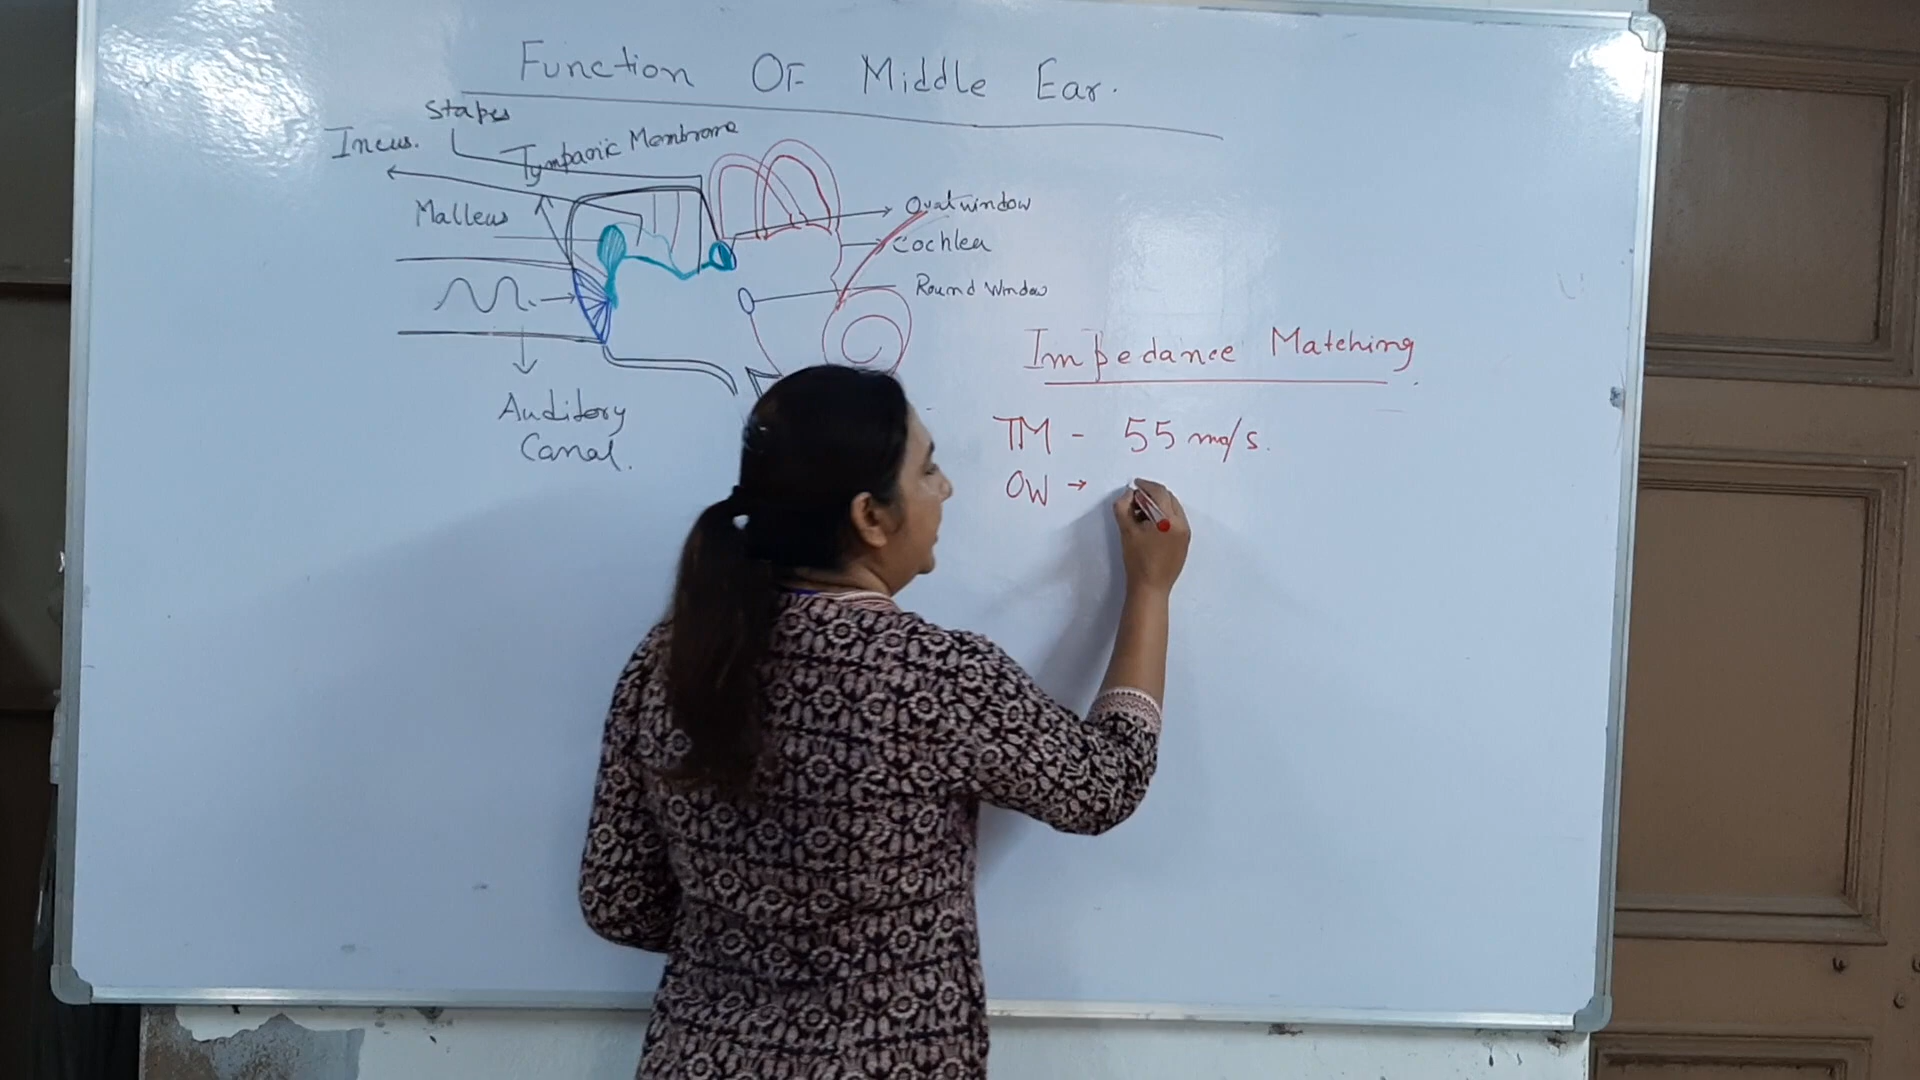 Function OF Middle Ear.
Stapes
Incus.
Tympanic Membrane
Malleus
Oval window
Cochlea
Round Window
Auditory
Canal.
Impedance Matching
TM - 55
OW →